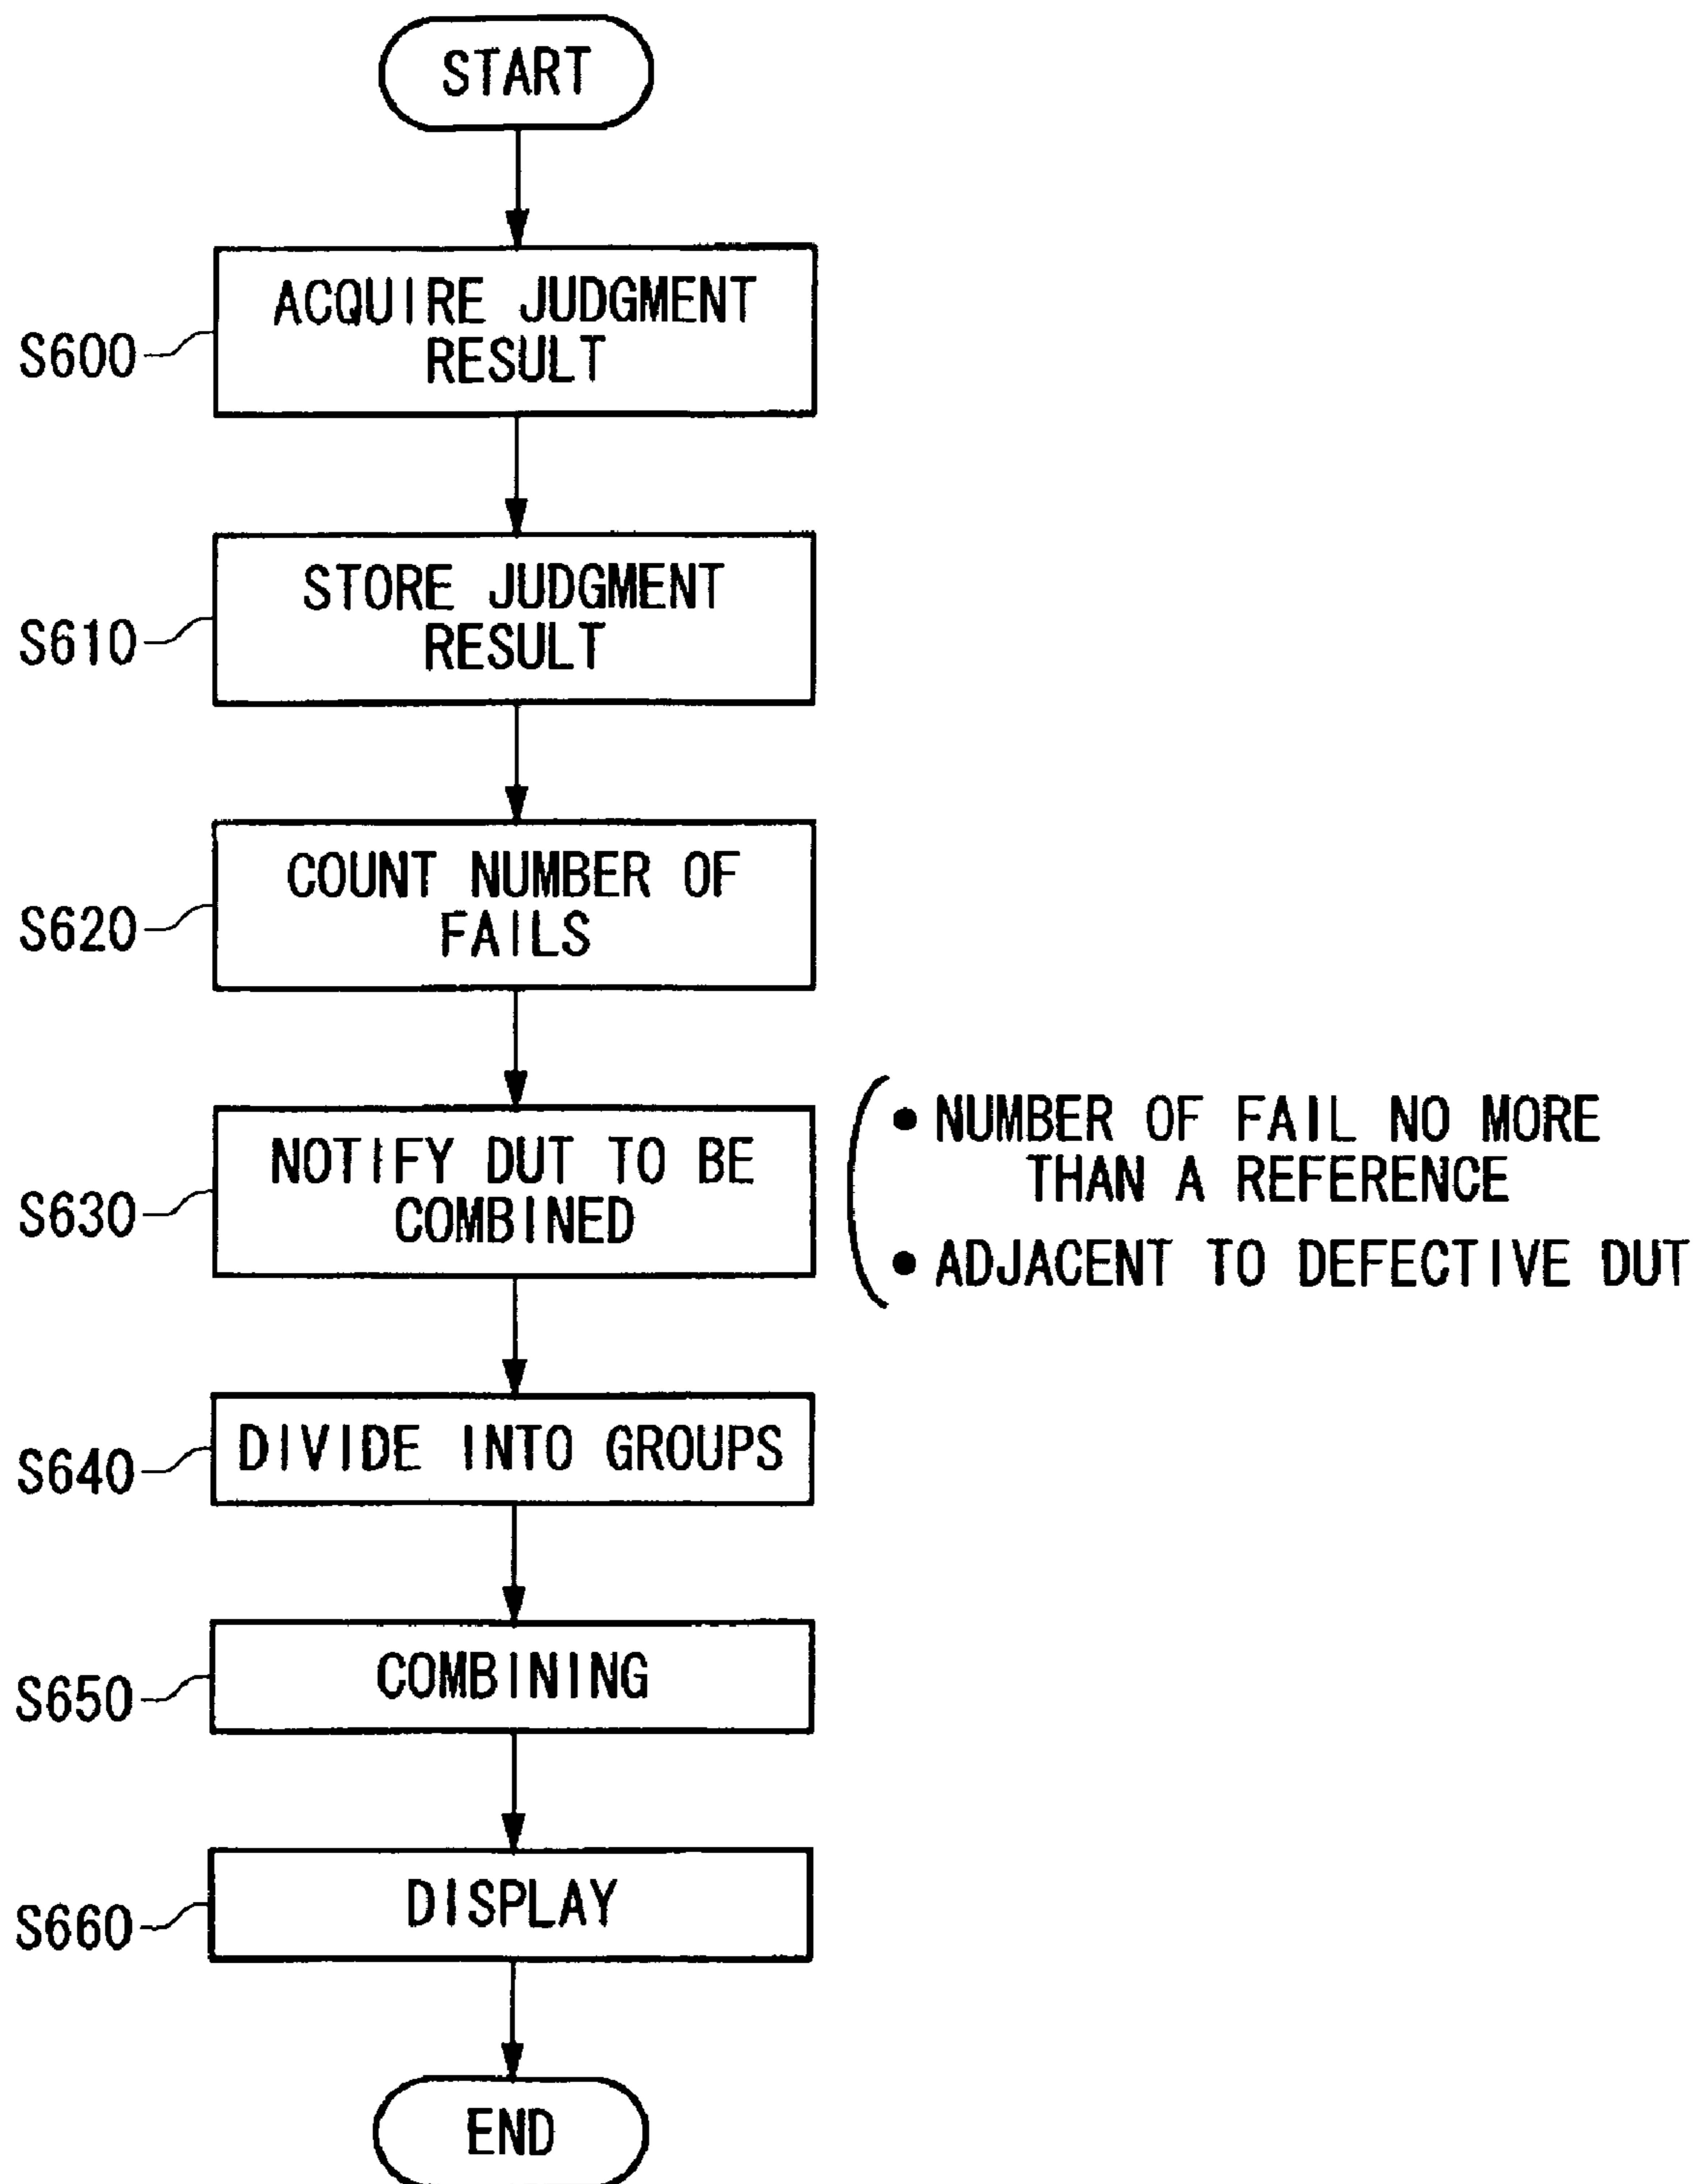 START
S600
ACQUIRE JUDGMENT
RESULT
S610
STORE JUDGMENT
RESULT
S620
COUNT NUMBER OF
FAILS
S630
NOTIFY DUT TO BE
COMBINED
• NUMBER OF FAIL NO MORE
THAN A REFERENCE
• ADJACENT TO DEFECTIVE DUT
S640
DIVIDE INTO GROUPS
S650
COMBINING
S660
DISPLAY
END